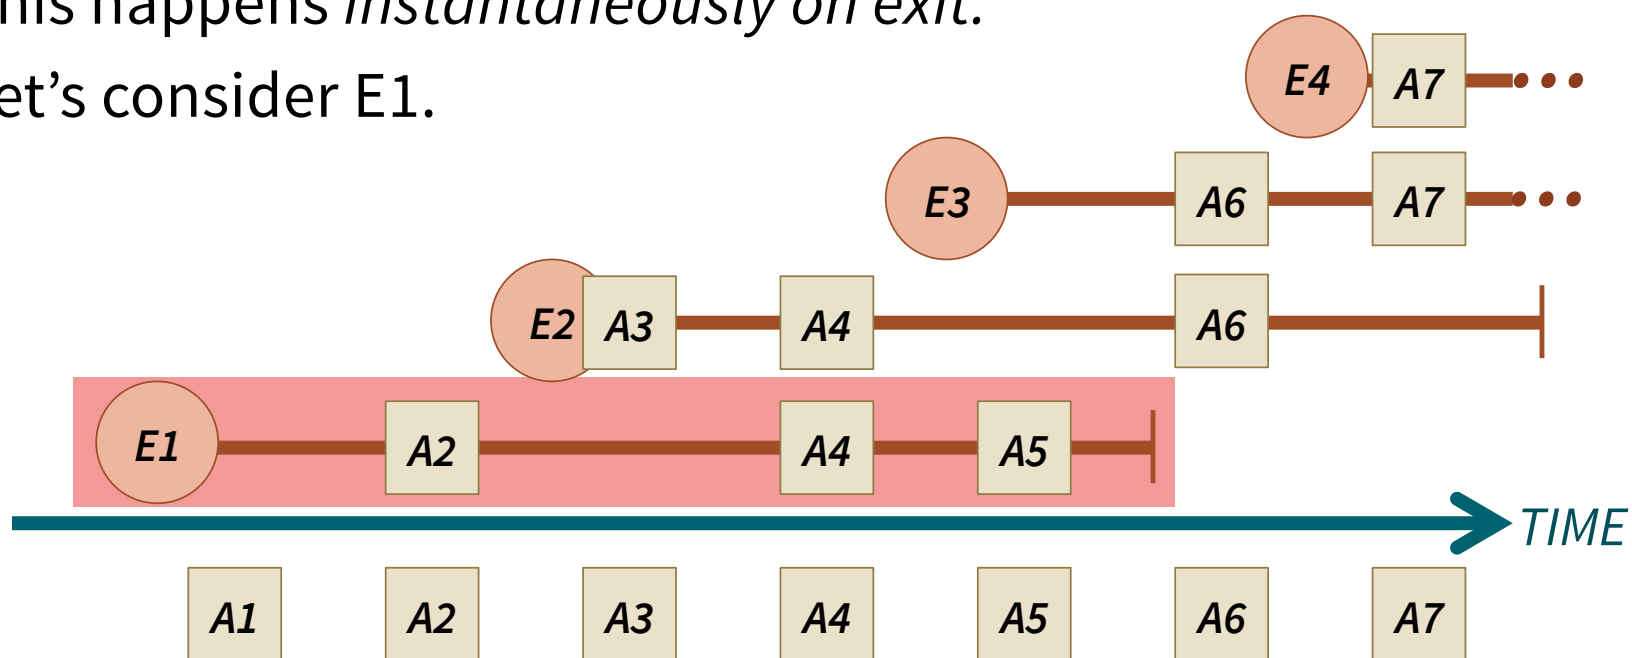 his happens instantaneously on exit.
et’s consider E1.
E4 A7
E3 A6 A7
E2 A3 A4 A6
E1 A2 A4 A5
TIME
A1 A2 A3 A4 A5 A6 A7